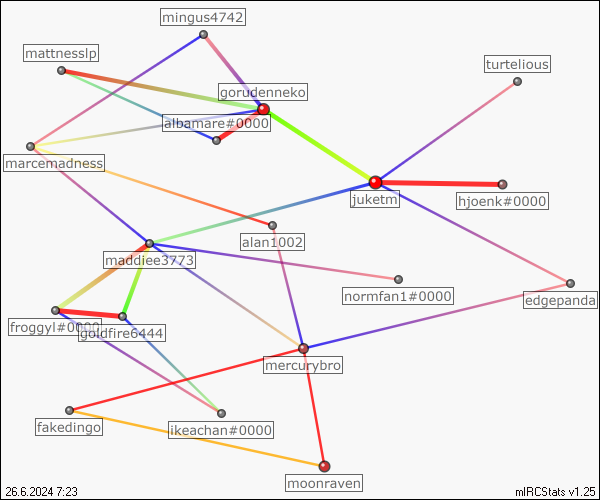 mingus4742
mattnesslp
turtelious
gorudenneko
albamare#0000
marcemadness
juketm
hjoenk#0000
alan1002
maddiee3773
normfan1#0000
edgepanda
froggyl#0000
goldfire6444
mercurybro
fakedingo
ikeachan#0000
moonraven
26.6.2024 7:23
mIRCStats v1.25